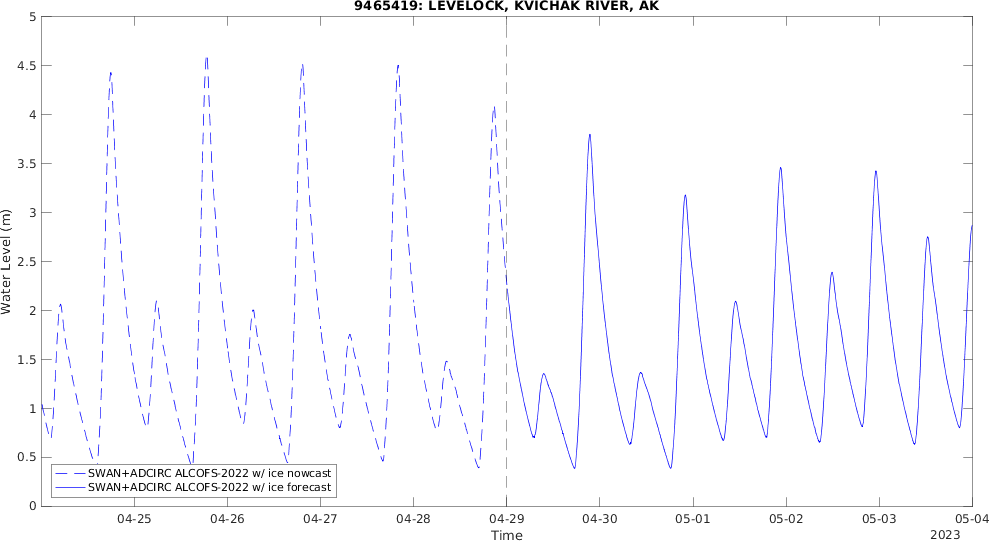 9465419: LEVELOCK, KVICHAK RIVER, AK
5
4.5
4
3.5
3
2.5
2
1.5
1
0.5
0
Water Level (m)
SWAN+ADCIRC ALCOFS-2022 w/ ice nowcast
SWAN+ADCIRC ALCOFS-2022 w/ ice forecast
04-25 04-26 04-27 04-28 04-29 04-30 05-01 05-02 05-03 05-04
Time
2023